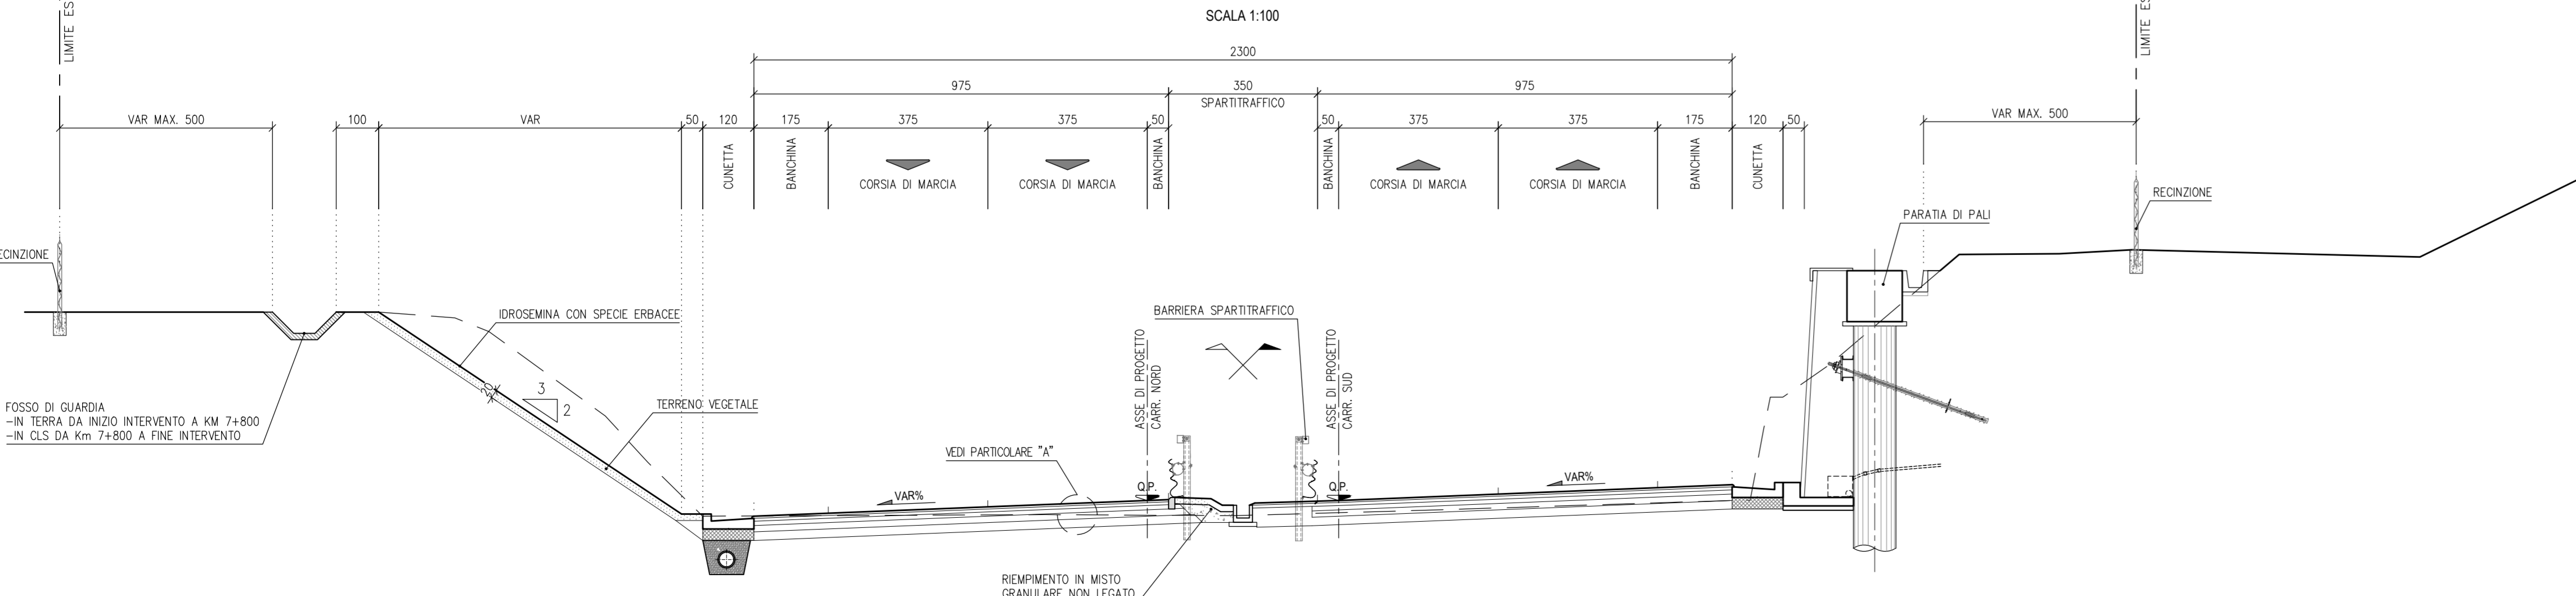 SCALA 1:100
LIMITE
LIMITE
2300
975
350
975
SPARTITRAFFICO
VAR MAX. 500
100
VAR
50
120
175
375
375
50
50
375
375
175
120
50
VAR MAX. 500
CUNETTA
BANCHINA
CORSIA DI MARCIA
CORSIA DI MARCIA
BANCHINA
BANCHINA
CORSIA DI MARCIA
CORSIA DI MARCIA
BANCHINA
CUNETTA
RECINZIONE
PARATIA DI PALI
IDROSEMINA CON SPECIE ERBACEE
BARRIERA SPARTITRAFFICO
ASSE DI PROGETTO
CARR. NORD
ASSE DI PROGETTO
CARR. SUD
20
3
2
TERRENO VEGETALE
FOSSO DI GUARDIA
-IN TERRA DA INIZIO INTERVENTO A KM 7+800
-IN CLS DA Km 7+800 A FINE INTERVENTO
VEDI PARTICOLARE "A"
VAR%
Q.P.
Q.P.
VAR%
RIEMPIMENTO IN MISTO
GRANULARE NON LEGATO